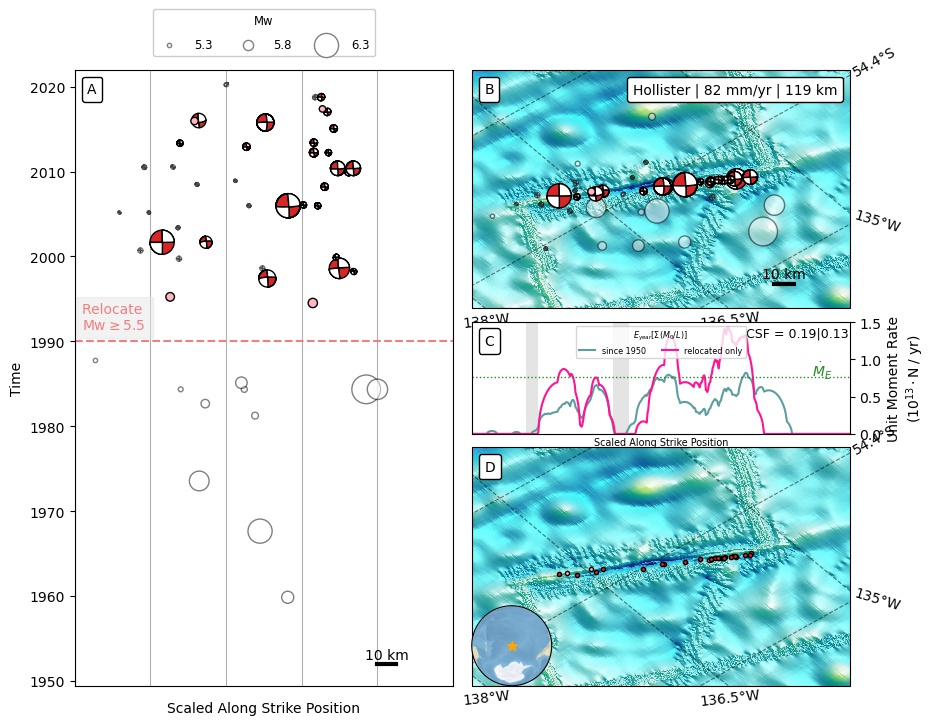 Mw
5.3 5.8 6.3
A
2020
2010
2000
1990
1980
1970
1960
1950
Time
Relocate
Mw ≥ 5.5
10 km
Scaled Along Strike Position
B
Hollister | 82 mm/yr | 119 km
54.4°S
135°W
10 km
138°W
136.5°W
C
E_year[Σ(M₀/L)]
since 1950 relocated only
CSF = 0.19|0.13
Ṁ_E
1.5
1.0
0.5
0.0
Unit Moment Rate
(10¹³ · N / yr)
Scaled Along Strike Position
54.4°S
D
135°W
138°W
136.5°W